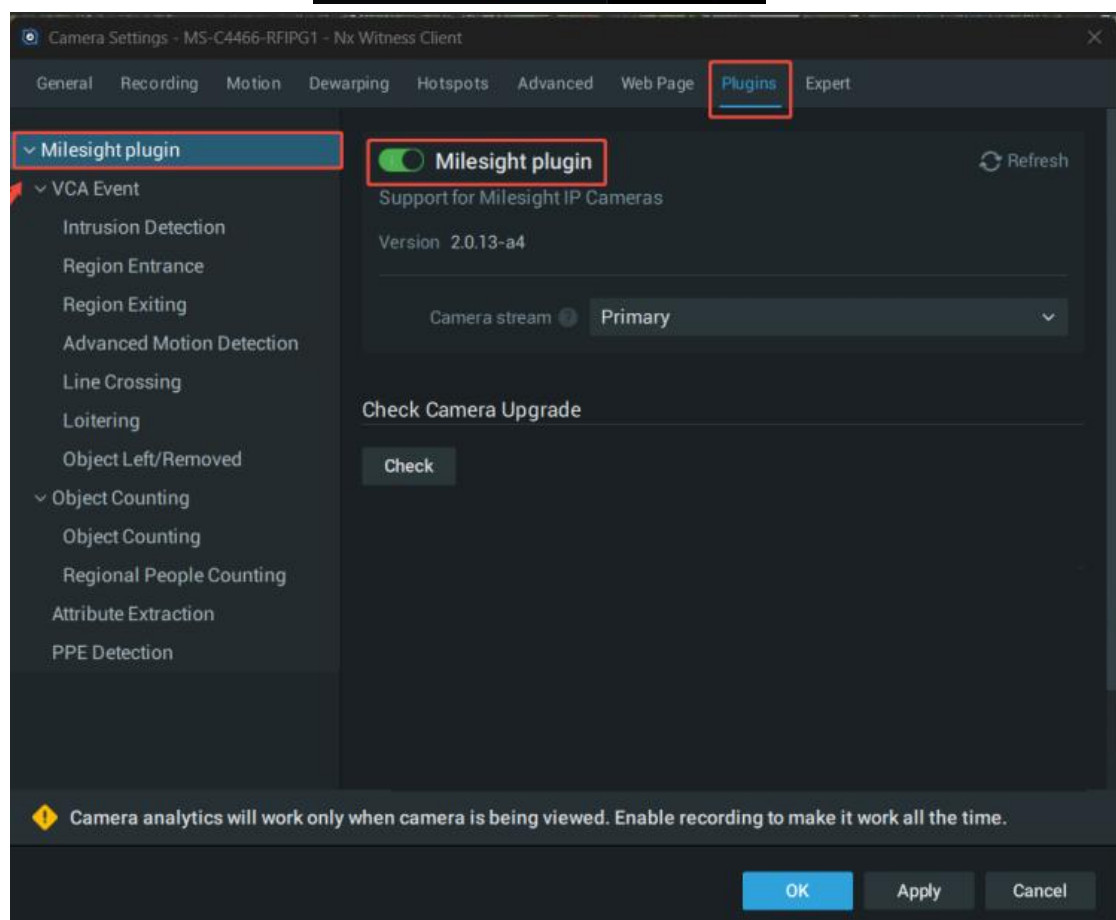 Camera Settings - MS-C4466-RFIPG1 - Nx Witness Client
General Recording Motion Dewarping Hotspots Advanced Web Page Plugins Expert
Milesight plugin
VCA Event
Intrusion Detection
Region Entrance
Region Exiting
Advanced Motion Detection
Line Crossing
Loitering
Object Left/Removed
Object Counting
Object Counting
Regional People Counting
Attribute Extraction
PPE Detection
Milesight plugin
Refresh
Support for Milesight IP Cameras
Version 2.0.13-a4
Camera stream ? Primary
Check Camera Upgrade
Check
Camera analytics will work only when camera is being viewed. Enable recording to make it work all the time.
OK Apply Cancel